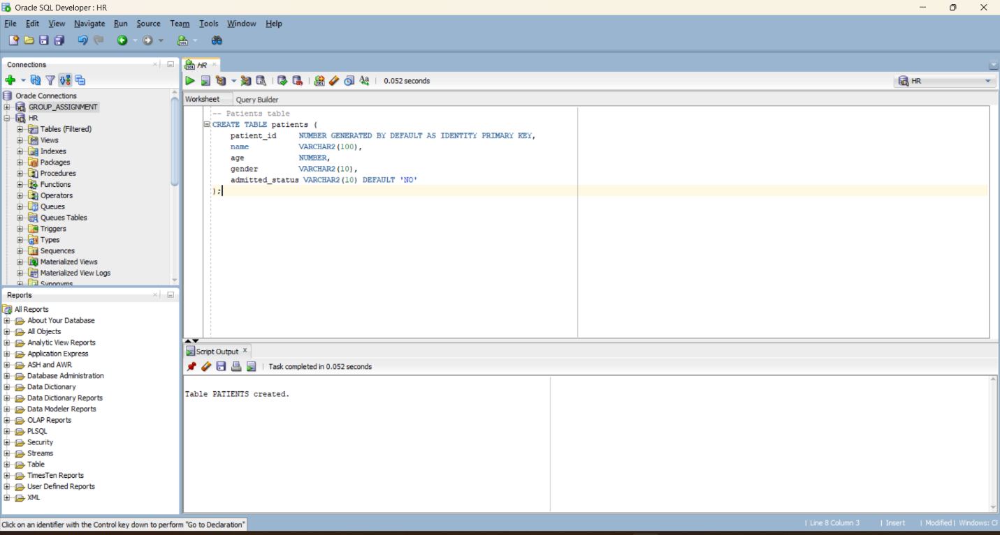 Oracle SQL Developer : HR
File Edit View Navigate Run Source Team Tools Window Help
Connections
Oracle Connections
GROUP_ASSIGNMENT
HR
Tables (Filtered)
Views
Indexes
Packages
Procedures
Functions
Operators
Queues
Queues Tables
Triggers
Types
Sequences
Materialized Views
Materialized View Logs
Synonyms
Reports
All Reports
About Your Database
All Objects
Analytic View Reports
Application Express
ASH and AWR
Database Administration
Data Dictionary
Data Dictionary Reports
Data Modeler Reports
OLAP Reports
PLSQL
Security
Streams
Table
TimesTen Reports
User Defined Reports
XML
HR
0.052 seconds
HR
Worksheet Query Builder
-- Patients table
CREATE TABLE patients (
patient_id NUMBER GENERATED BY DEFAULT AS IDENTITY PRIMARY KEY,
name VARCHAR2(100),
age NUMBER,
gender VARCHAR2(10),
admitted_status VARCHAR2(10) DEFAULT 'NO'
);
Script Output
Task completed in 0.052 seconds
Table PATIENTS created.
Click on an identifier with the Control key down to perform "Go to Declaration"
| Line 8 Column 3 | Insert | Modified | Windows: CR